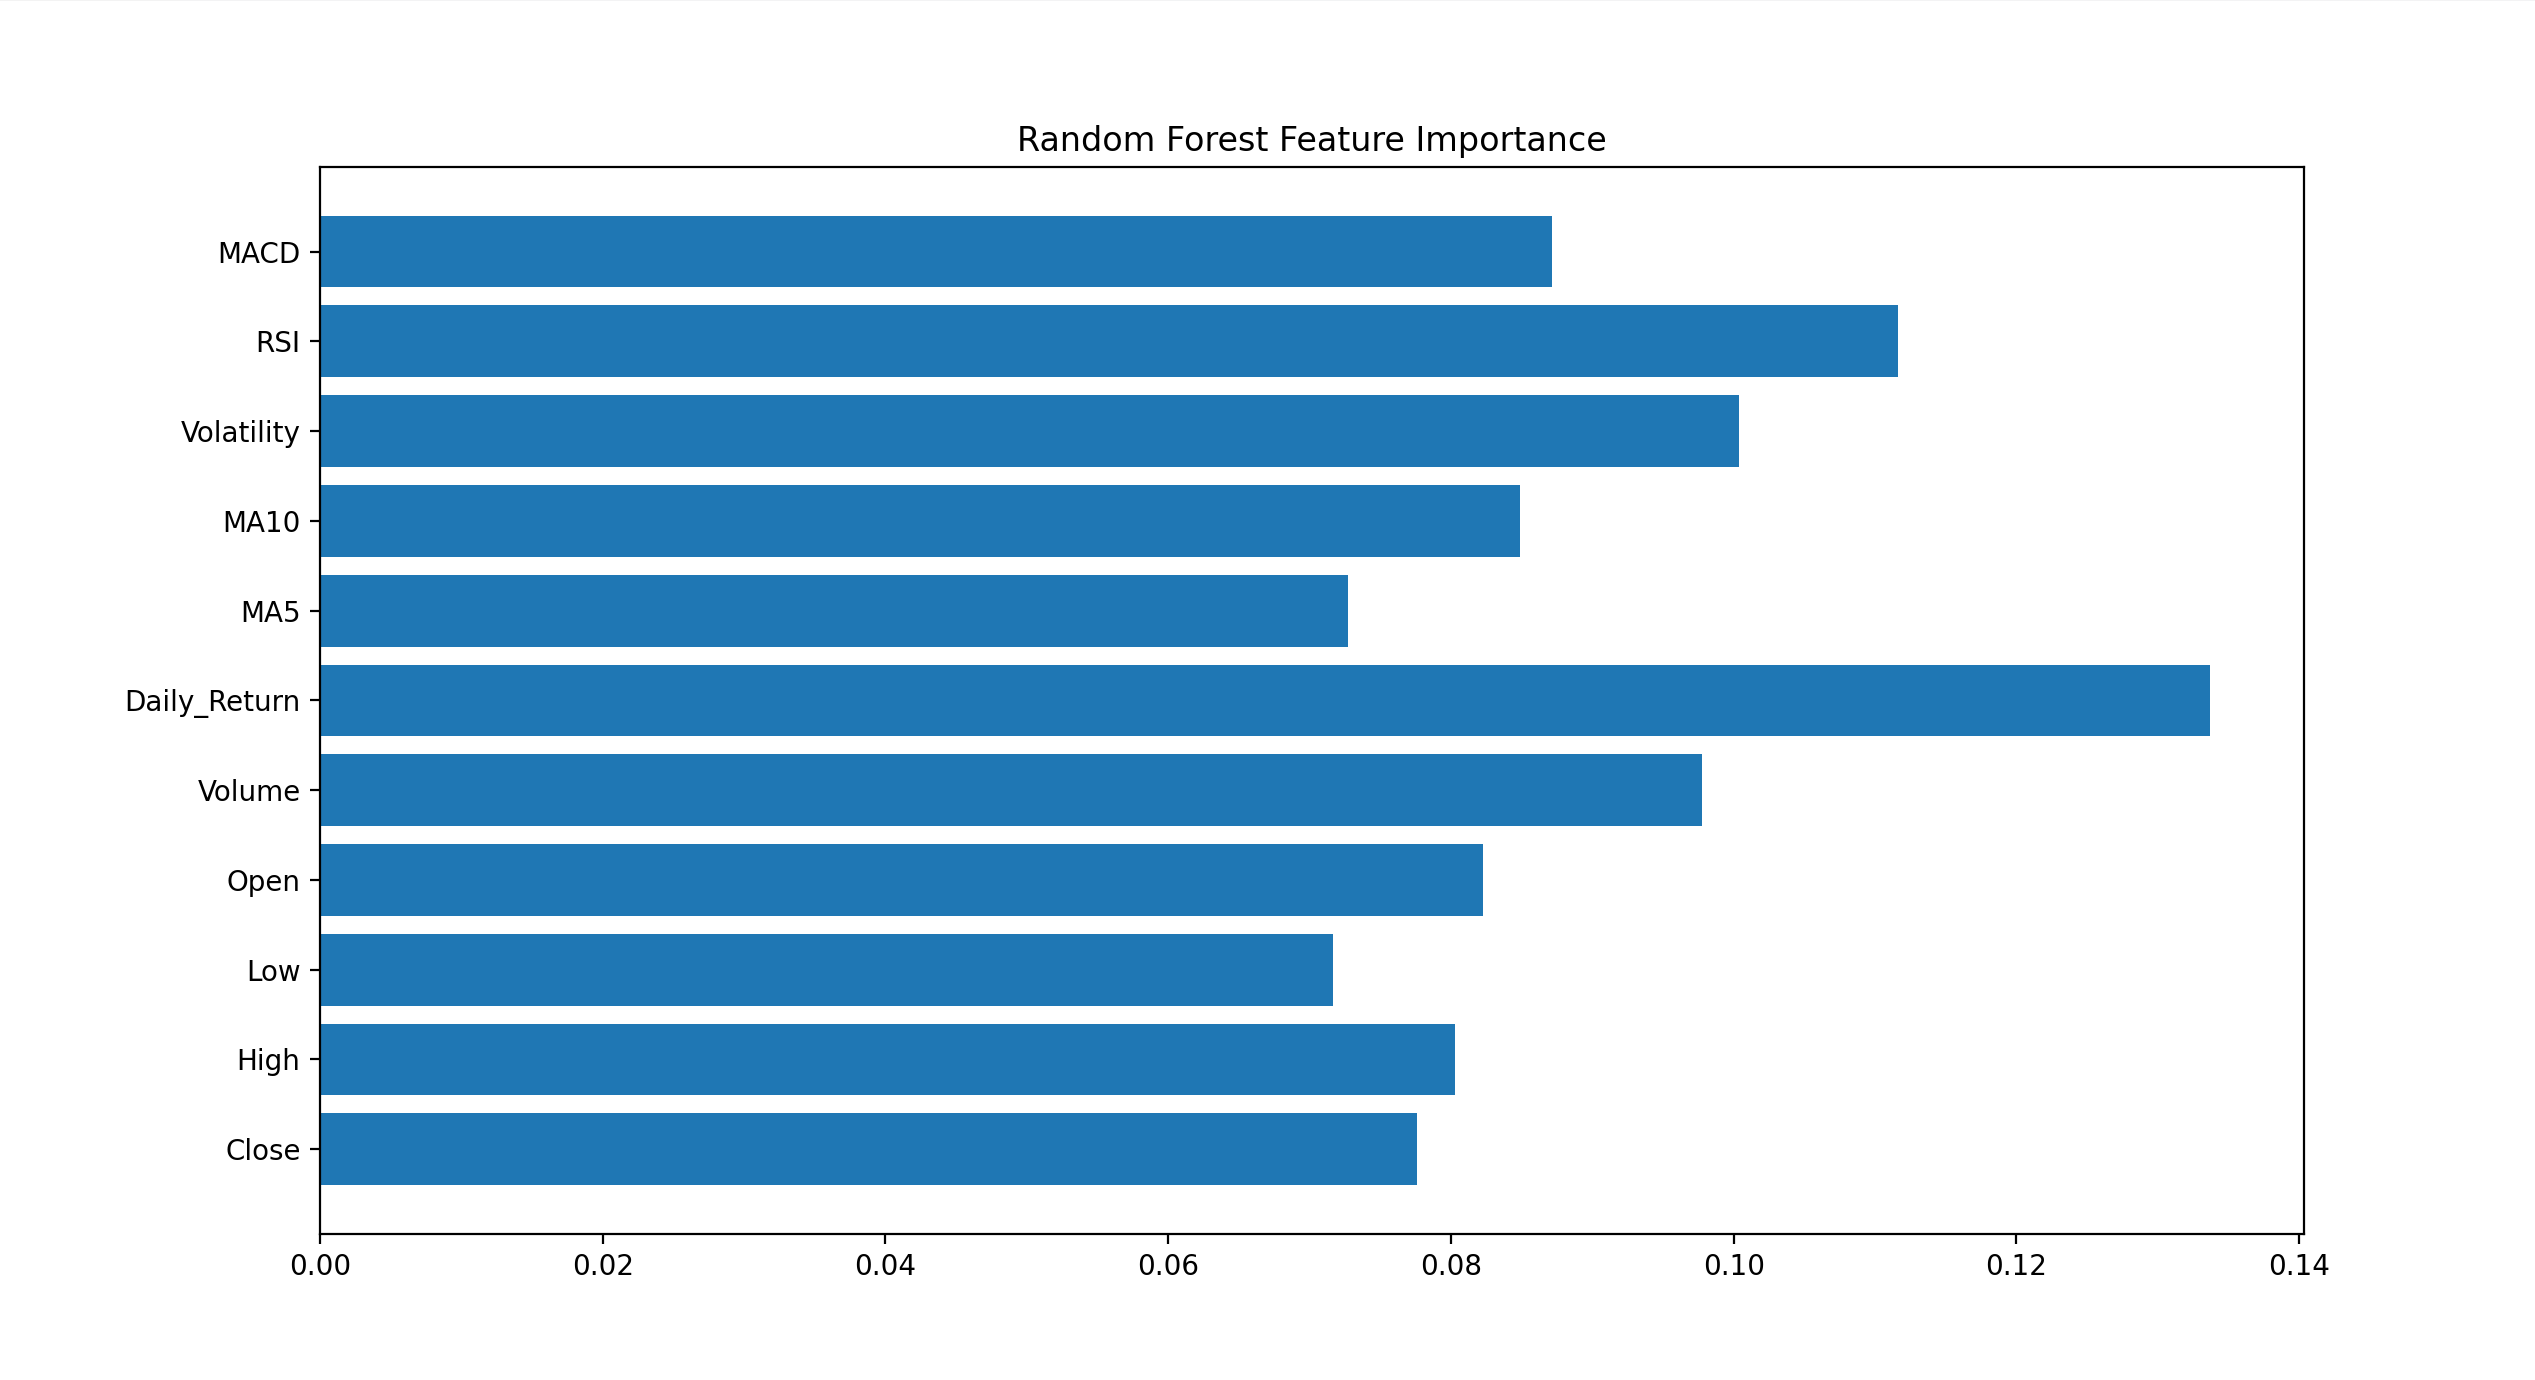 Random Forest Feature Importance
MACD
RSI
Volatility
MA10
MA5
Daily_Return
Volume
Open
Low
High
Close
0.00 0.02 0.04 0.06 0.08 0.10 0.12 0.14